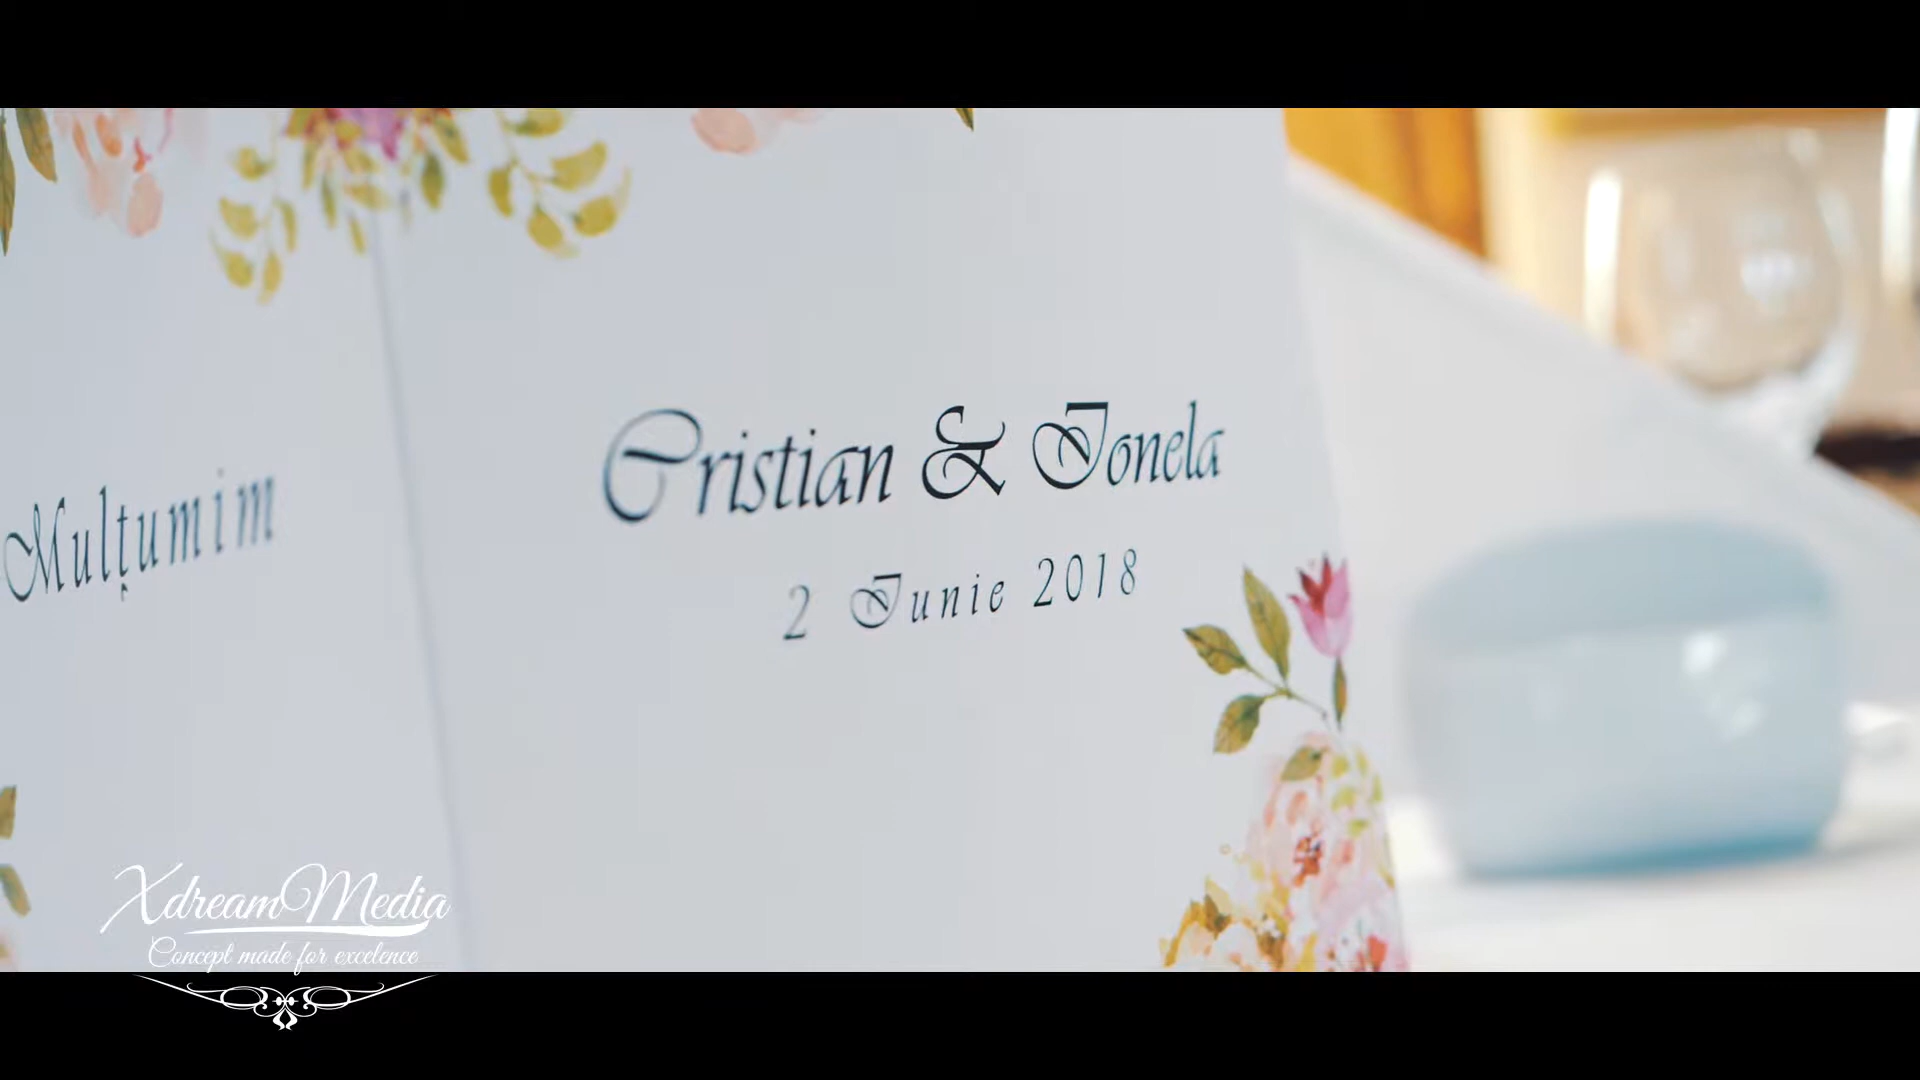 Mulțumim
Cristian & Ionela
2 Iunie 2018
XdreamMedia
Concept made for excelence